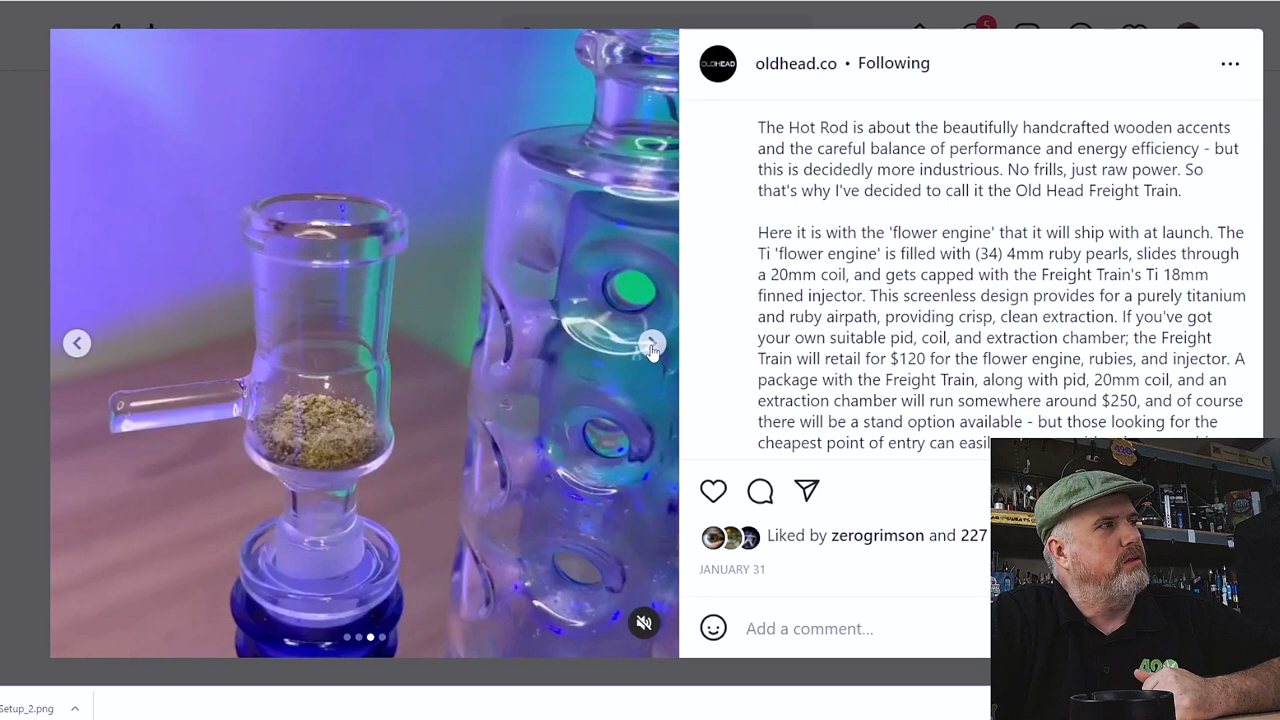 5
OLDHEAD
oldhead.co • Following
The Hot Rod is about the beautifully handcrafted wooden accents
and the careful balance of performance and energy efficiency - but
this is decidedly more industrious. No frills, just raw power. So
that's why I've decided to call it the Old Head Freight Train.
Here it is with the 'flower engine' that it will ship with at launch. The
Ti 'flower engine' is filled with (34) 4mm ruby pearls, slides through
a 20mm coil, and gets capped with the Freight Train's Ti 18mm
finned injector. This screenless design provides for a purely titanium
and ruby airpath, providing crisp, clean extraction. If you've got
your own suitable pid, coil, and extraction chamber; the Freight
Train will retail for $120 for the flower engine, rubies, and injector. A
package with the Freight Train, along with pid, 20mm coil, and an
extraction chamber will run somewhere around $250, and of course
there will be a stand option available - but those looking for the
cheapest point of entry can
Liked by zerogrimson and 227
JANUARY 31
Add a comment...
Setup_2.png
420
420